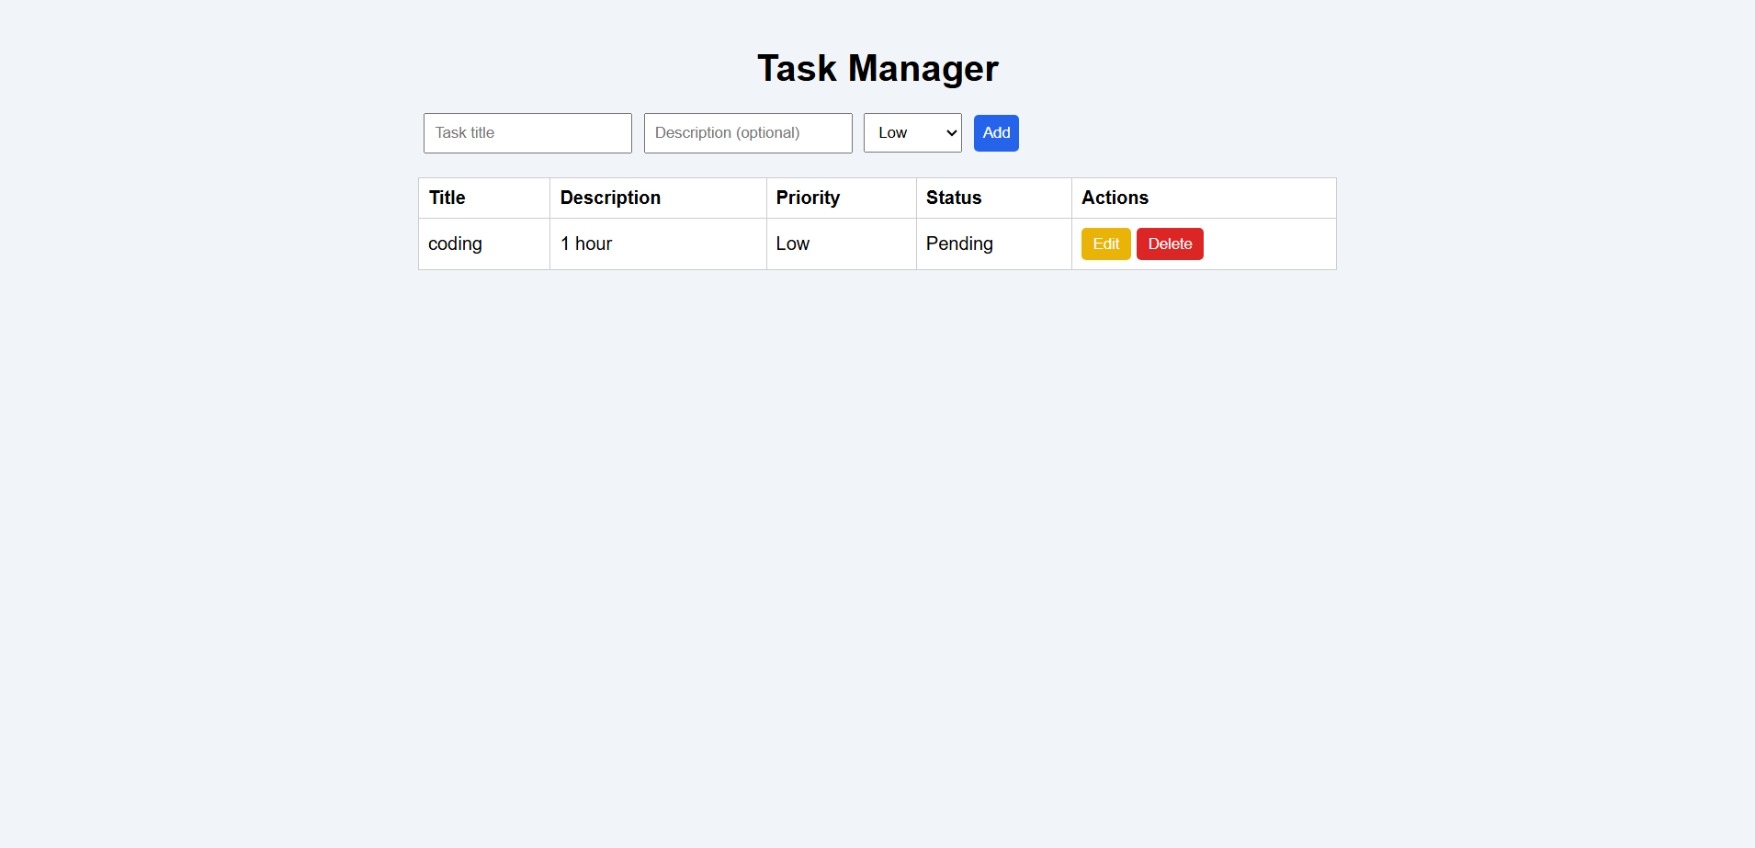 Task Manager
Task title Description (optional) Low Add
Title Description Priority Status Actions
coding 1 hour Low Pending Edit Delete